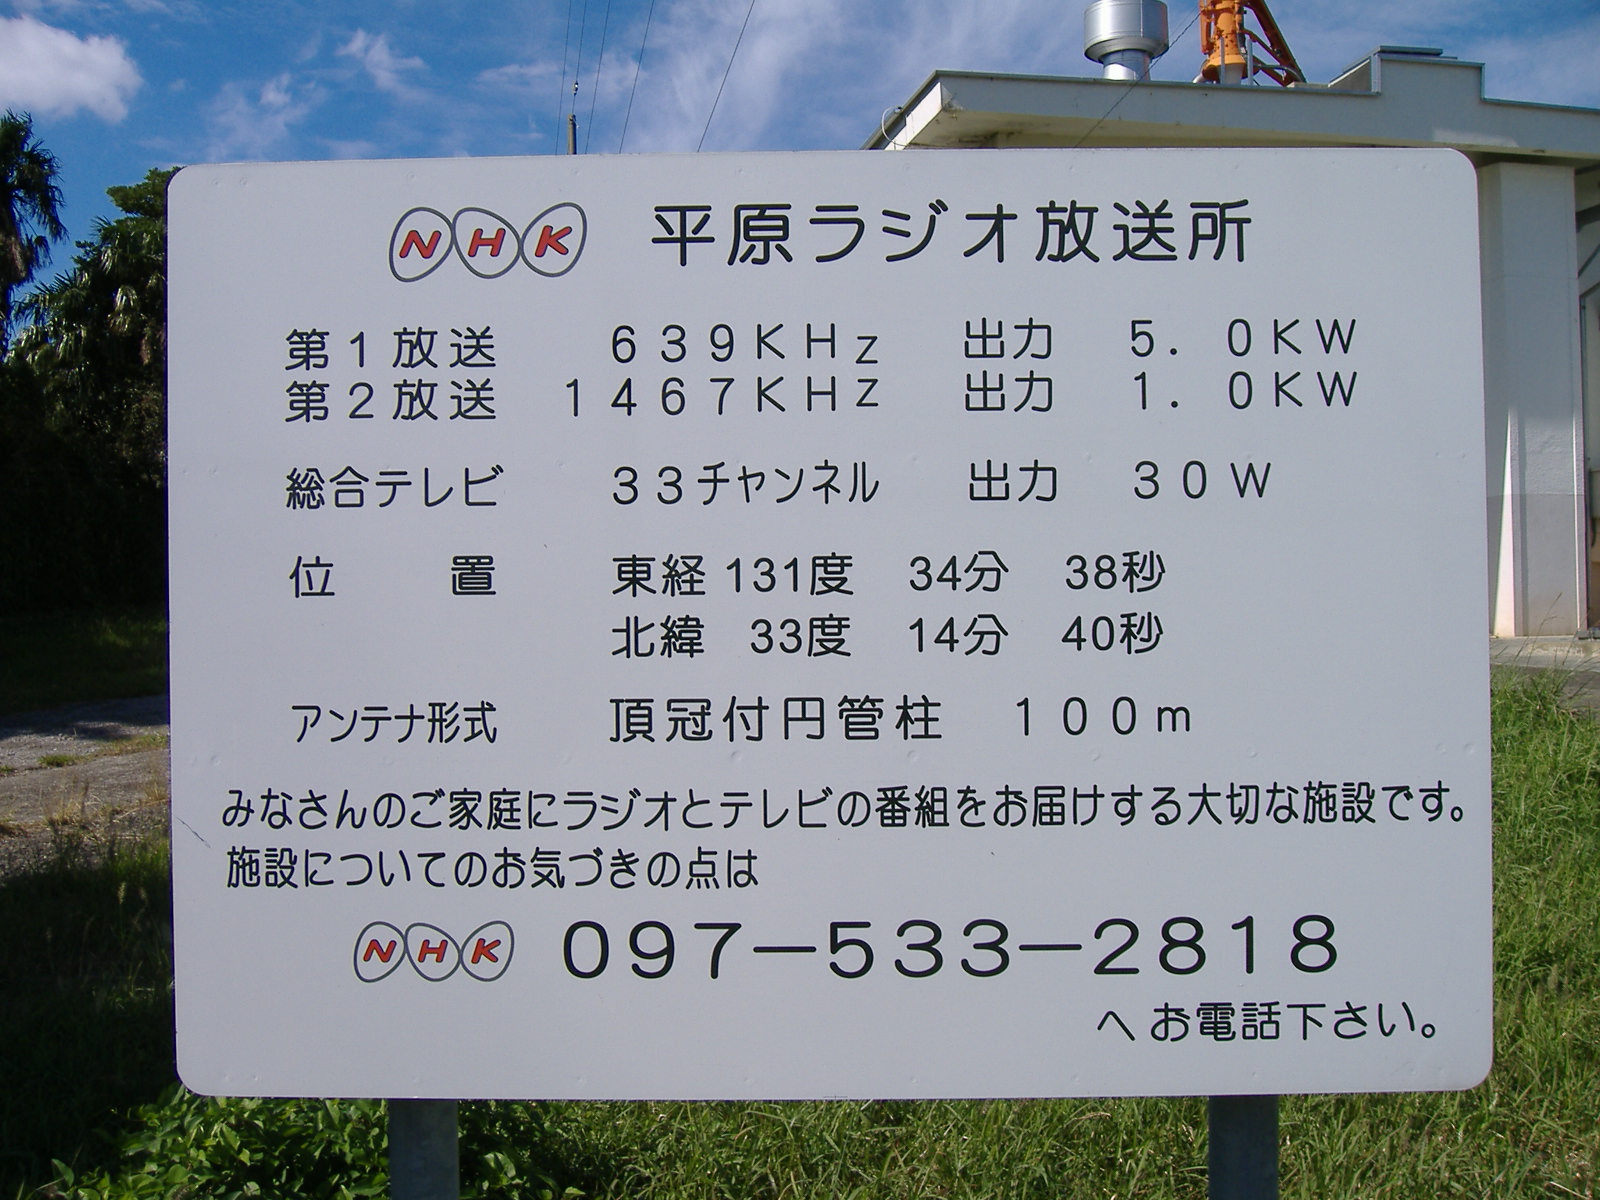 NHK 平原ラジオ放送所
第1放送 639KHz 出力 5.0KW
第2放送 1467KHz 出力 1.0KW
総合テレビ 33チャンネル 出力 30W
位置 東経 131度 34分 38秒
北緯 33度 14分 40秒
アンテナ形式 頂冠付円管柱 100m
みなさんのご家庭にラジオとテレビの番組をお届けする大切な施設です。
施設についてのお気づきの点は
NHK 097-533-2818
へお電話下さい。